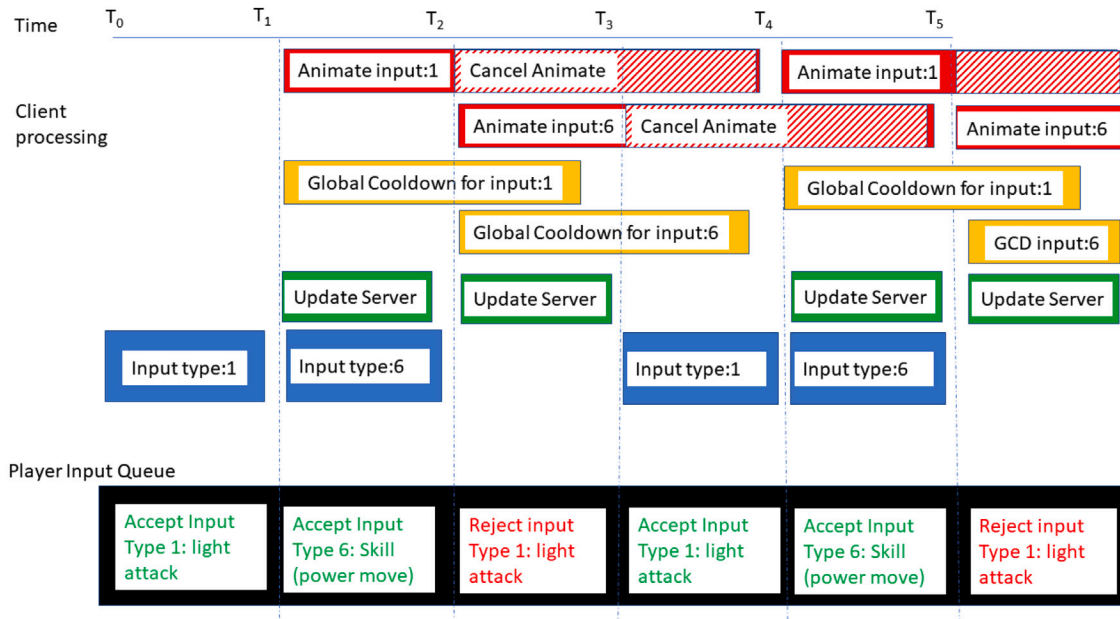 Time
T0
T1
T2
T3
T4
T5
Animate input:1
Cancel Animate
Animate input:1
Client
processing
Animate input:6
Cancel Animate
Animate input:6
Global Cooldown for input:1
Global Cooldown for input:1
Global Cooldown for input:6
GCD input:6
Update Server
Update Server
Update Server
Update Server
Input type:1
Input type:6
Input type:1
Input type:6
Player Input Queue
Accept Input
Type 1: light
attack
Accept Input
Type 6: Skill
(power move)
Reject input
Type 1: light
attack
Accept Input
Type 1: light
attack
Accept Input
Type 6: Skill
(power move)
Reject input
Type 1: light
attack